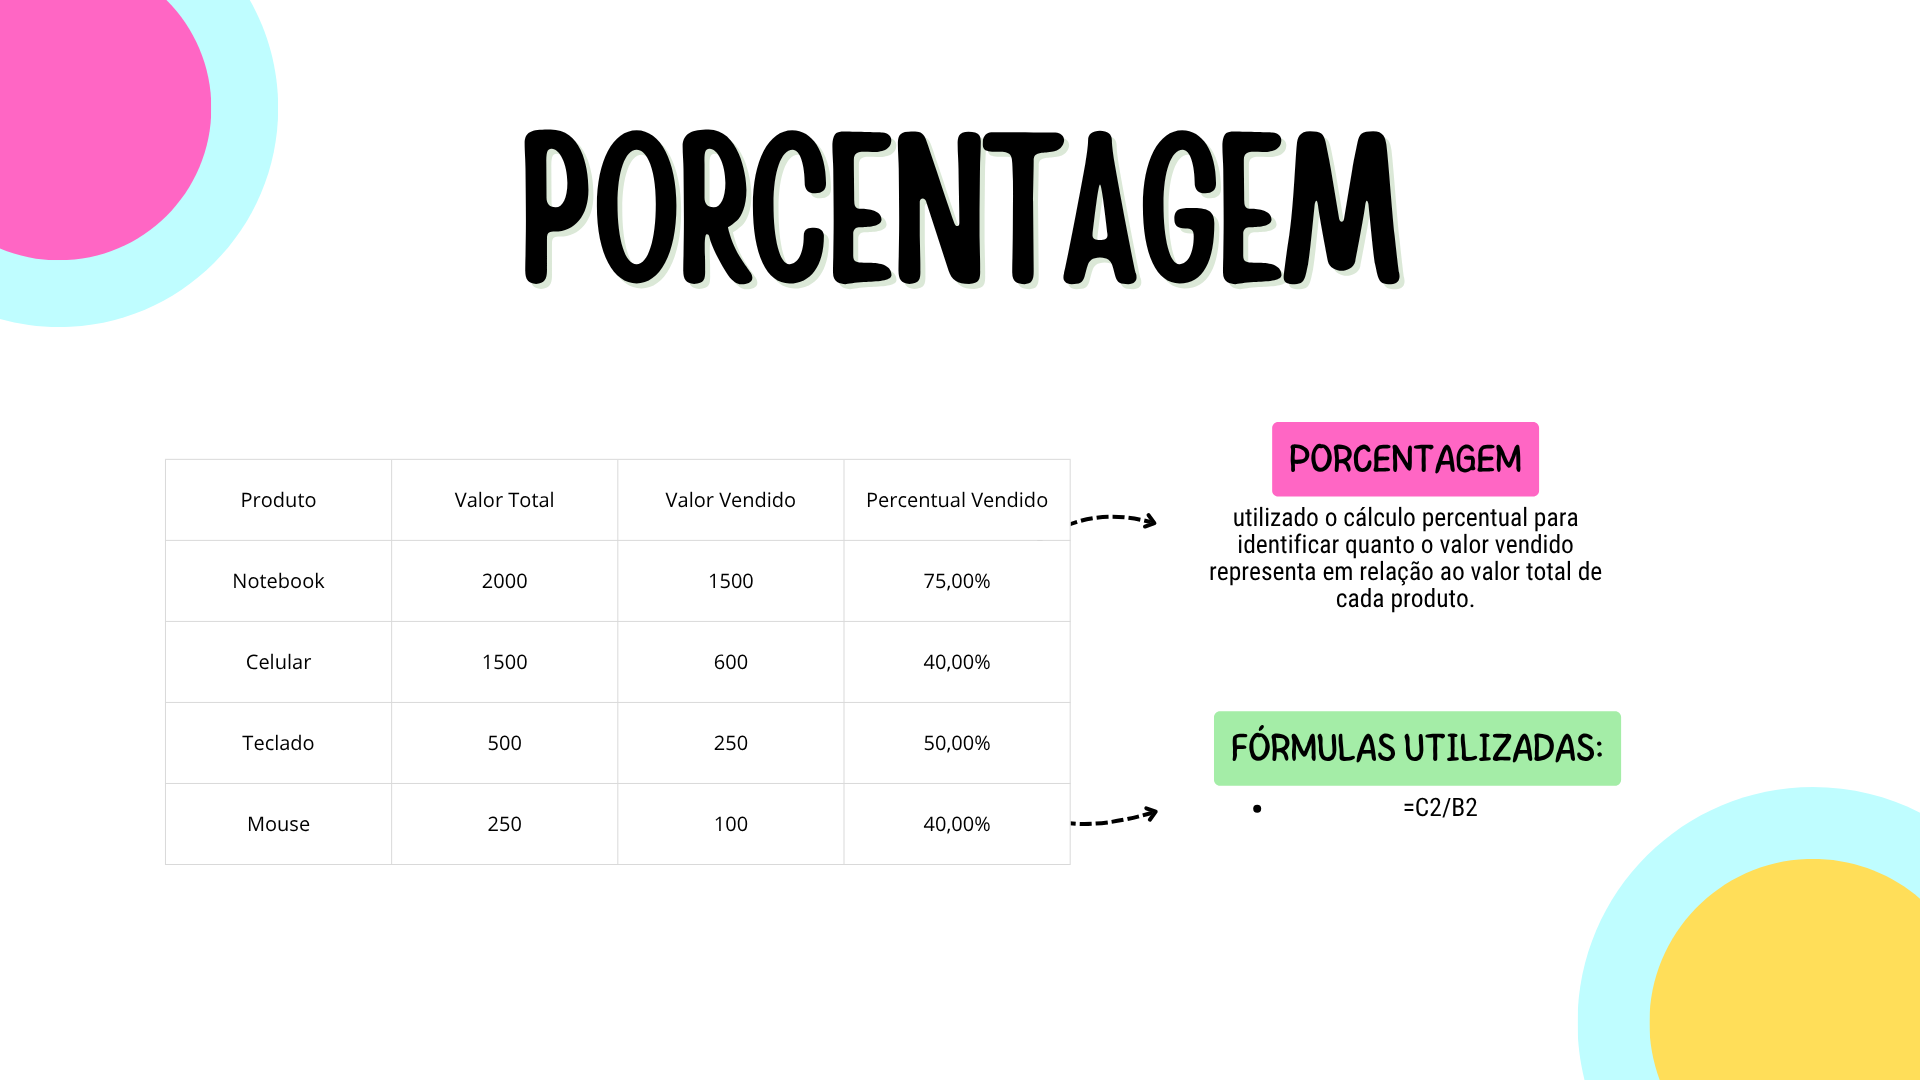 PORCENTAGEM
Produto Valor Total Valor Vendido Percentual Vendido
Notebook 2000 1500 75,00%
Celular 1500 600 40,00%
Teclado 500 250 50,00%
Mouse 250 100 40,00%
PORCENTAGEM
utilizado o cálculo percentual para
identificar quanto o valor vendido
representa em relação ao valor total de
cada produto.
FÓRMULAS UTILIZADAS:
• =C2/B2